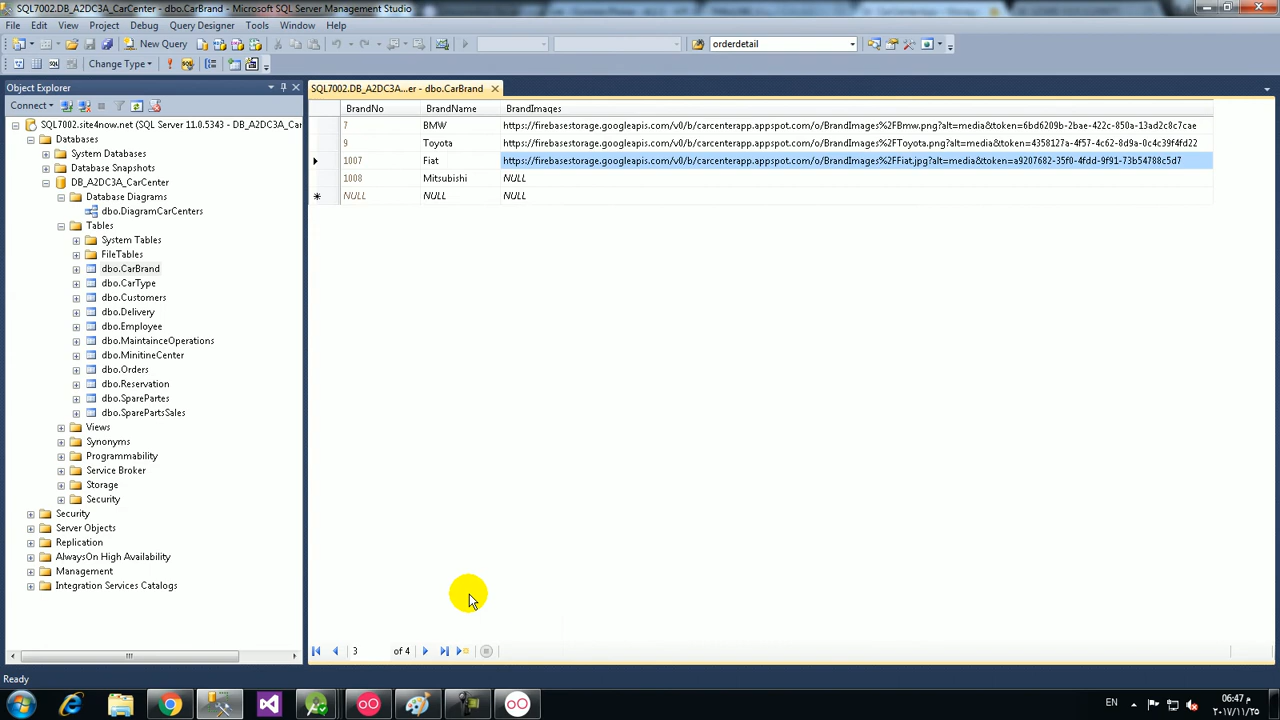 SQL7002.DB_A2DC3A_CarCenter - dbo.CarBrand - Microsoft SQL Server Management Studio
File Edit View Project Debug Query Designer Tools Window Help
New Query orderdetail
Change Type
Object Explorer
SQL7002.DB_A2DC3A...er - dbo.CarBrand
Connect
SQL7002.site4now.net (SQL Server 11.0.5343 - DB_A2DC3A_Car
Databases
System Databases
Database Snapshots
DB_A2DC3A_CarCenter
Database Diagrams
dbo.DiagramCarCenters
Tables
System Tables
FileTables
dbo.CarBrand
dbo.CarType
dbo.Customers
dbo.Delivery
dbo.Employee
dbo.MaintainceOperations
dbo.MinitineCenter
dbo.Orders
dbo.Reservation
dbo.SparePartes
dbo.SparePartsSales
Views
Synonyms
Programmability
Service Broker
Storage
Security
Security
Server Objects
Replication
AlwaysOn High Availability
Management
Integration Services Catalogs
BrandNo BrandName BrandImages
7 BMW https://firebasestorage.googleapis.com/v0/b/carcenterapp.appspot.com/o/BrandImages%2FBmw.png?alt=media&token=6bd6209b-2bae-422c-850a-13ad2c8c7cae
9 Toyota https://firebasestorage.googleapis.com/v0/b/carcenterapp.appspot.com/o/BrandImages%2FToyota.png?alt=media&token=4358127a-4f57-4c62-8d9a-0c4c39f4fd22
1007 Fiat https://firebasestorage.googleapis.com/v0/b/carcenterapp.appspot.com/o/BrandImages%2FFiat.jpg?alt=media&token=a9207682-35f0-4fdd-9f91-73b54788c5d7
1008 Mitsubishi NULL
NULL NULL NULL
3 of 4
Ready
EN
06:47 م
٢٠١٧/١١/٢٥